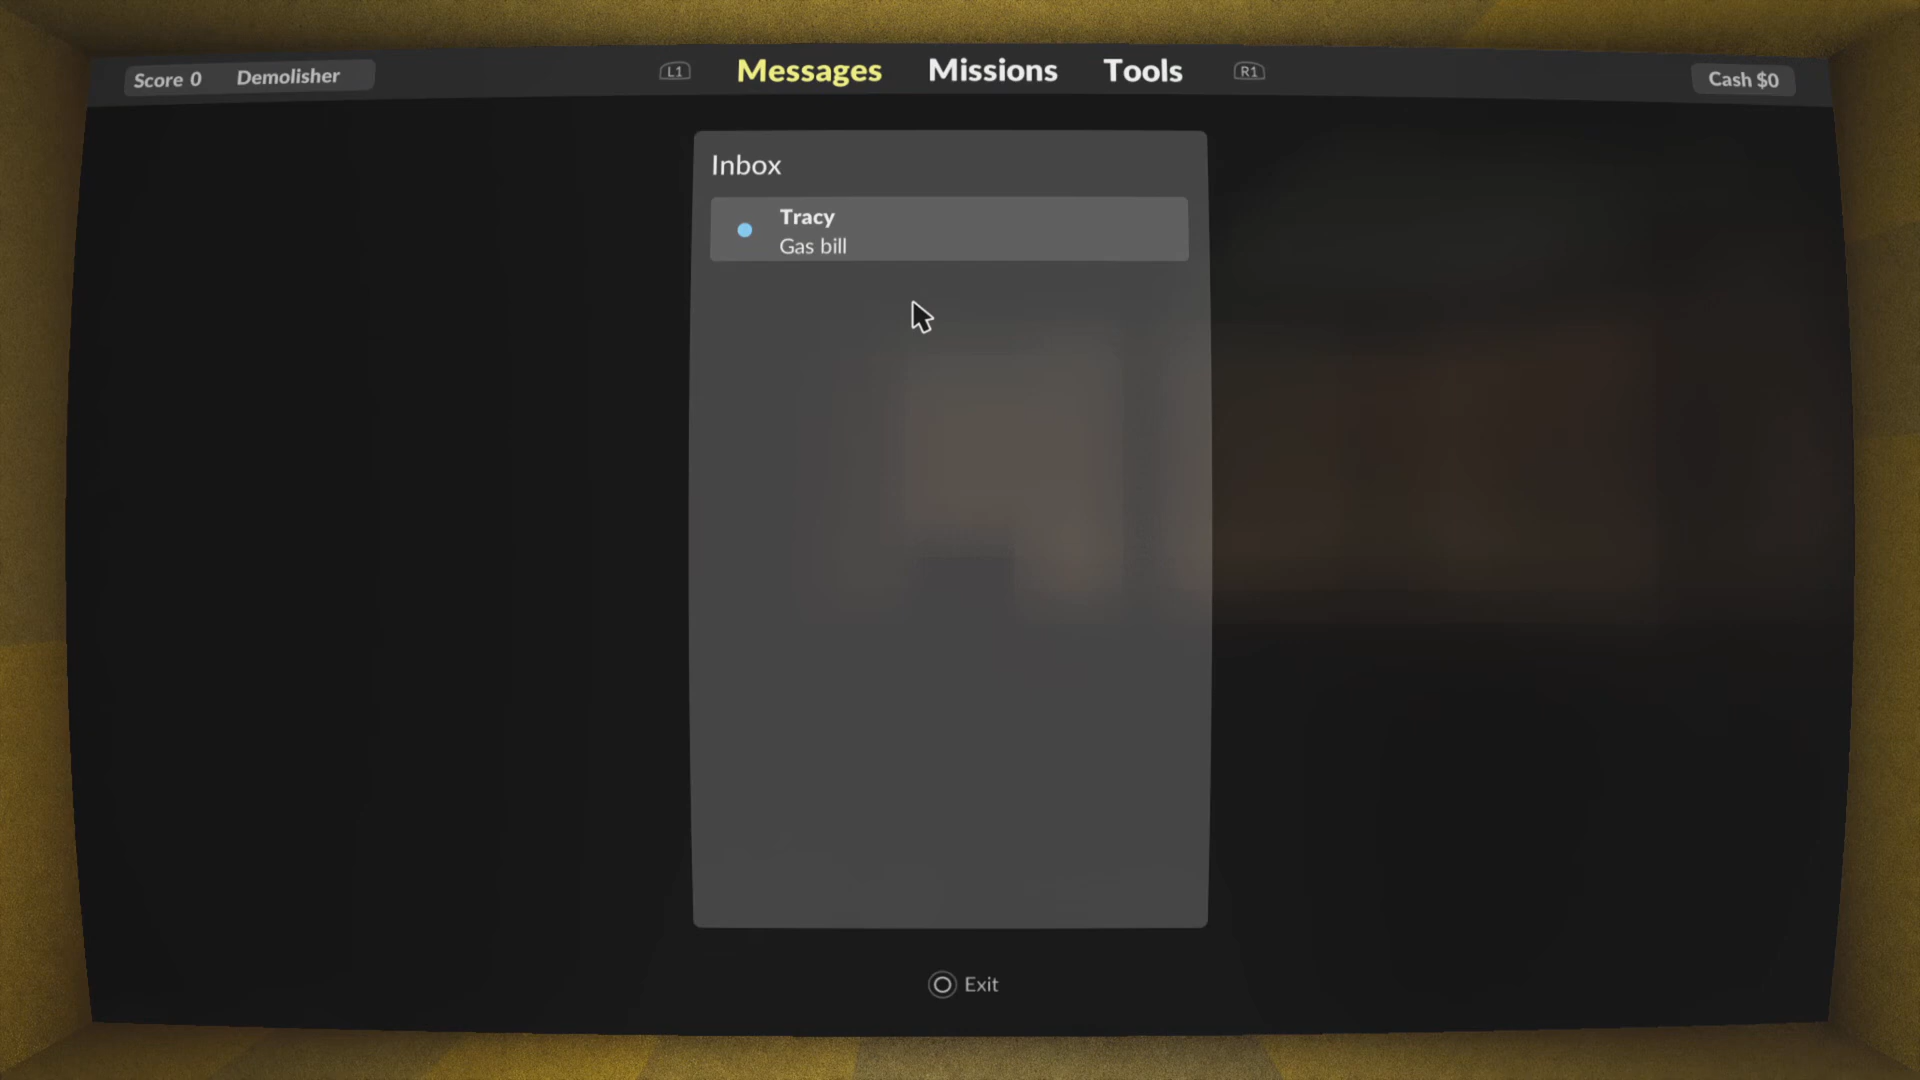 Score 0 Demolisher L1 Messages Missions Tools R1 Cash $0
Inbox
Tracy
Gas bill
Exit